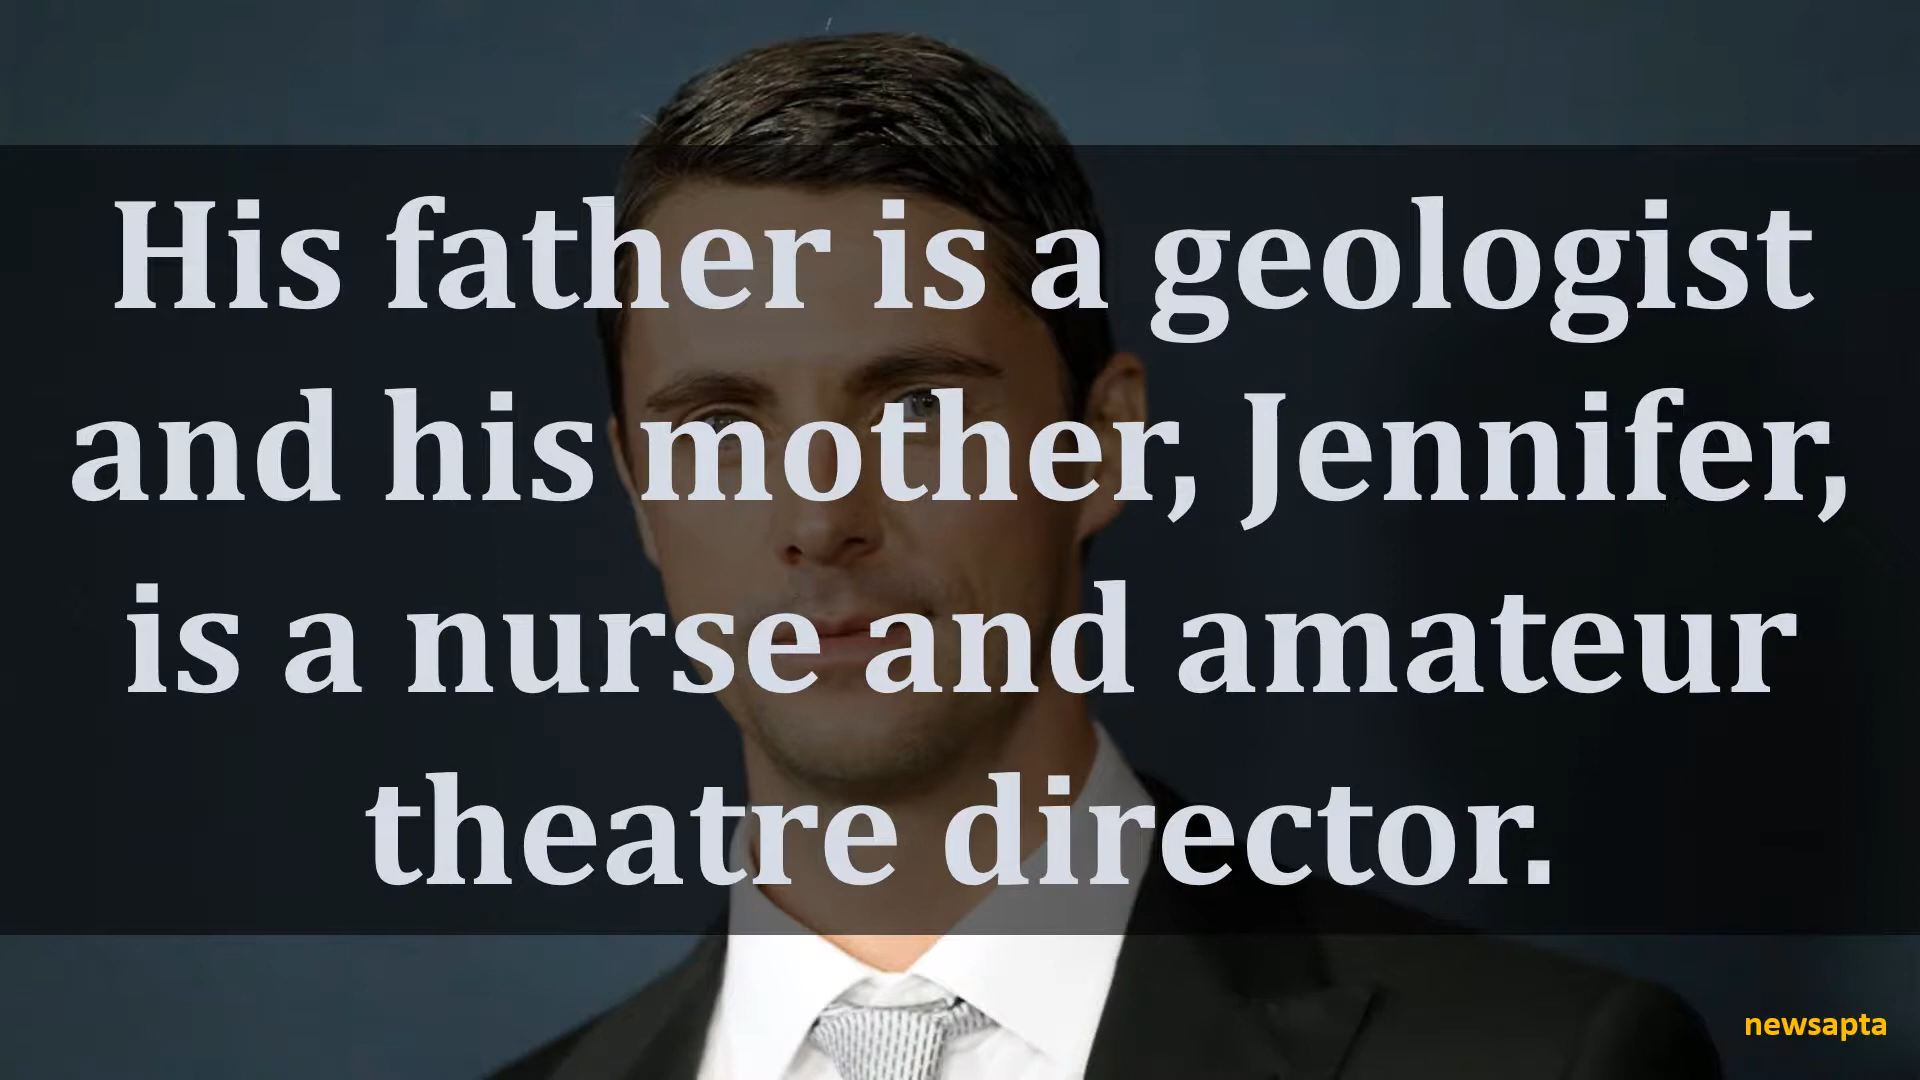 His father is a geologist
and his mother, Jennifer,
is a nurse and amateur
theatre director.
newsapta